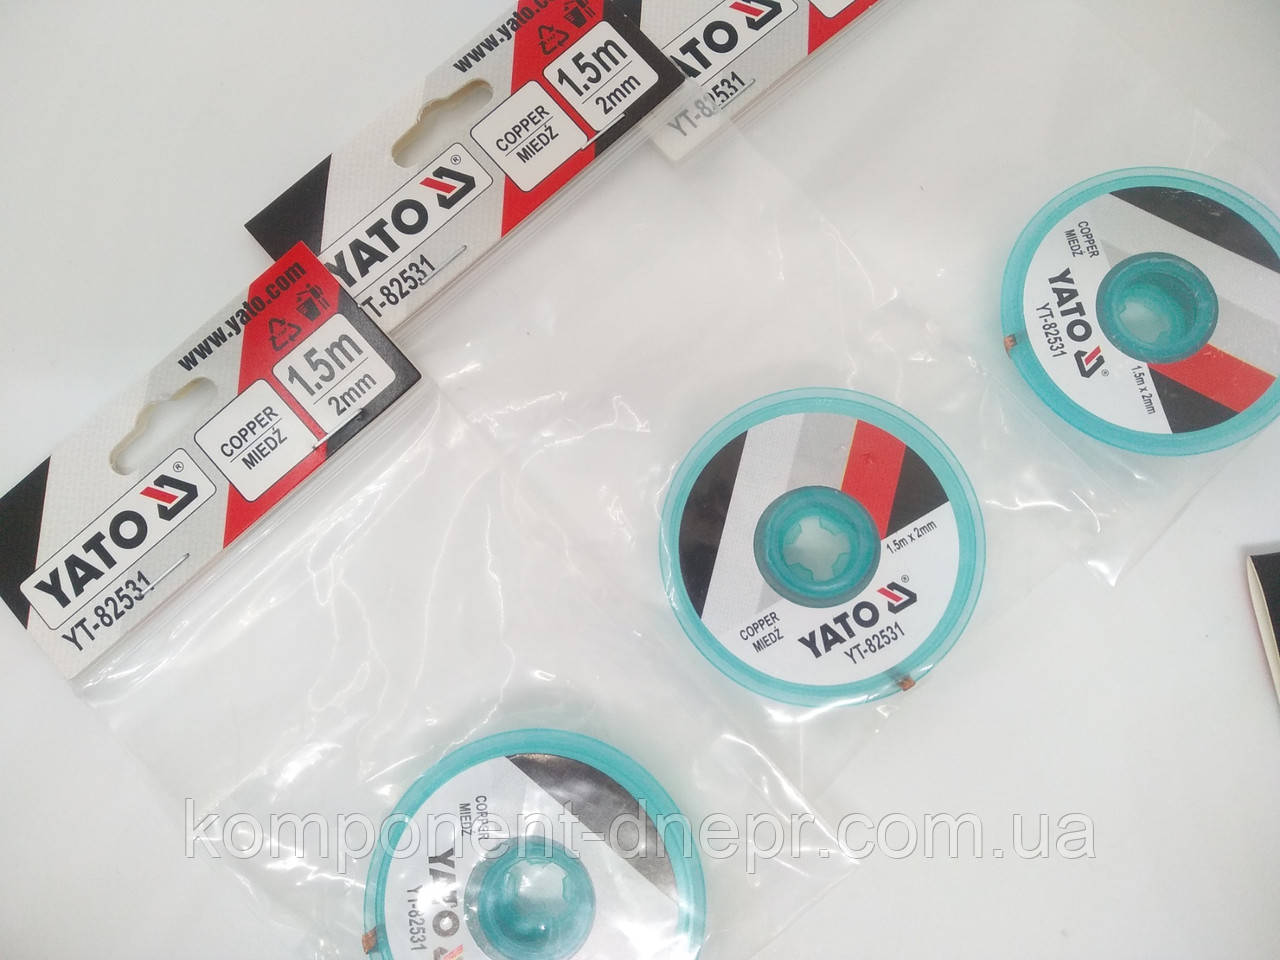 www.yato.com
1.5m
2mm
COPPER
MIEDŹ
YATO
®
YT-82531
YATO
YT-82531
www.yato.com
1.5m
2mm
COPPER
MIEDŹ
YATO
®
YT-82531
COPPER
MIEDŹ
YATO
®
YT-82531
1.5m x 2mm
1.5m x 2mm
COPPER
MIEDŹ
YATO
®
YT-82531
COPPER
MIEDŹ
YATO
YT-82531
komponent-dnepr.com.ua